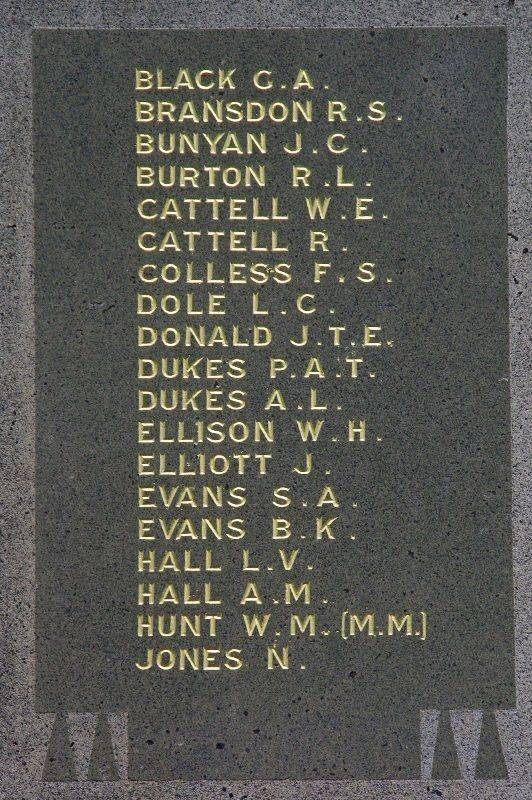 BLACK G.A.
BRANSDON R.S.
BUNYAN J.C.
BURTON R.L.
CATTELL W.E.
CATTELL R.
COLLESS F.S.
DOLE L.C.
DONALD J.T.E.
DUKES P.A.T.
DUKES A.L.
ELLISON W.H.
ELLIOTT J.
EVANS S.A.
EVANS B.K.
HALL L.V.
HALL A.M.
HUNT W.M. (M.M.)
JONES N.